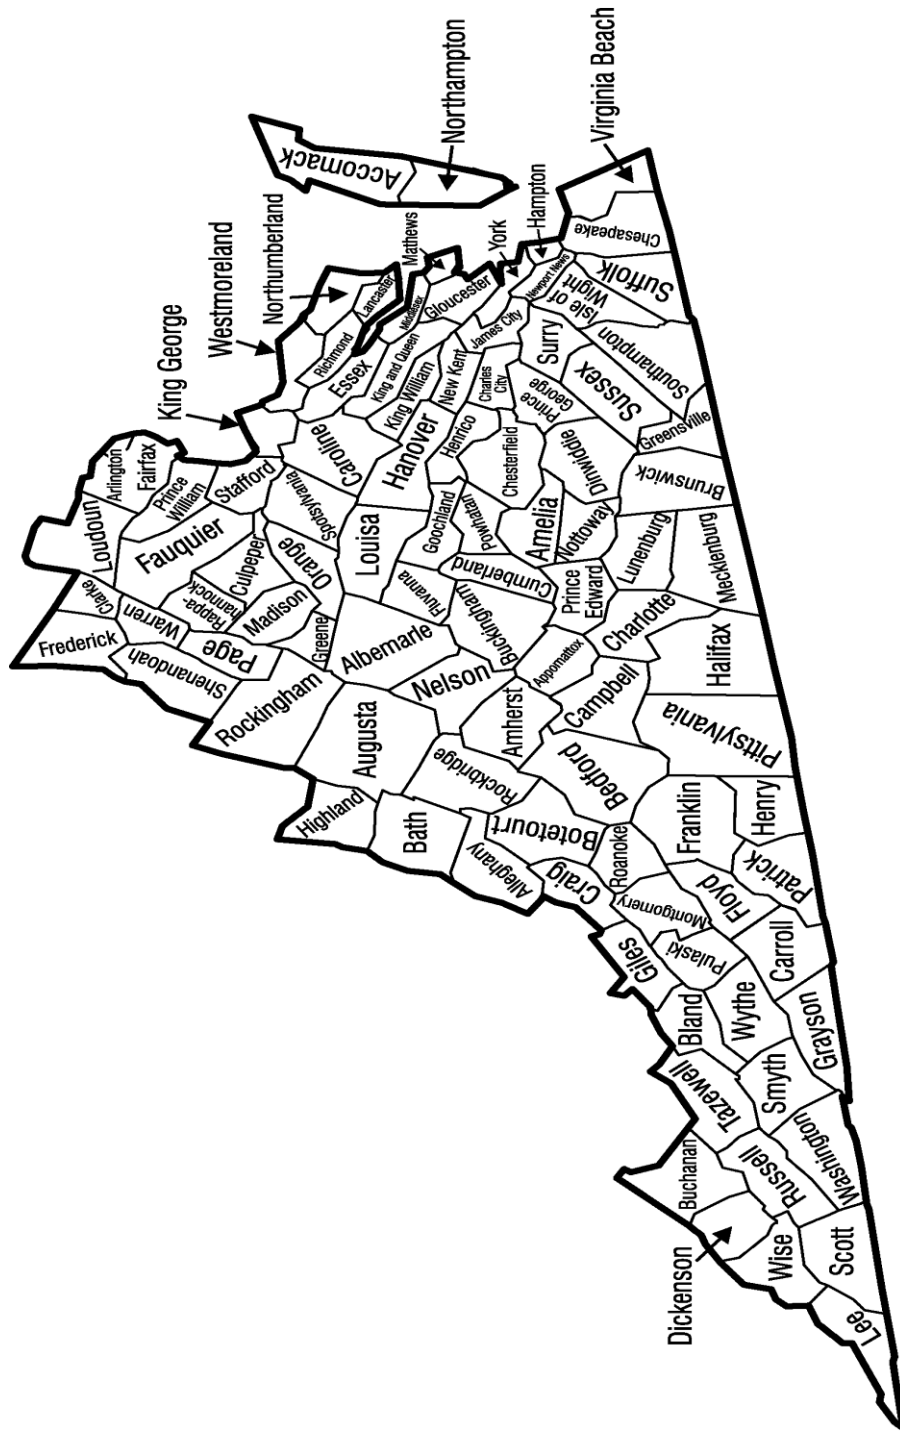 Frederick
Clarke
Loudoun
Arlington
Fairfax
Warren
Shenandoah
Fauquier
Prince
William
King George
Westmoreland
Northumberland
Accomack
Northampton
Virginia Beach
Page
Rappa-
hannock
Culpeper
Stafford
Rockingham
Madison
Greene
Orange
Spotsylvania
Caroline
Richmond
Lancaster
Essex
Middlesex
Mathews
Gloucester
King and Queen
King William
New Kent
York
Hampton
Newport News
James City
Charles
City
Highland
Augusta
Albemarle
Louisa
Hanover
Henrico
Fluvanna
Goochland
Powhatan
Chesterfield
Bath
Rockbridge
Nelson
Buckingham
Cumberland
Amelia
Prince
George
Surry
Isle of
Wight
Chesapeake
Suffolk
Alleghany
Botetourt
Amherst
Appomattox
Prince
Edward
Nottoway
Dinwiddie
Sussex
Southampton
Craig
Bedford
Campbell
Charlotte
Lunenburg
Brunswick
Greensville
Giles
Roanoke
Montgomery
Franklin
Pittsylvania
Halifax
Mecklenburg
Pulaski
Floyd
Henry
Patrick
Bland
Wythe
Carroll
Grayson
Tazewell
Smyth
Buchanan
Russell
Washington
Dickenson
Wise
Scott
Lee